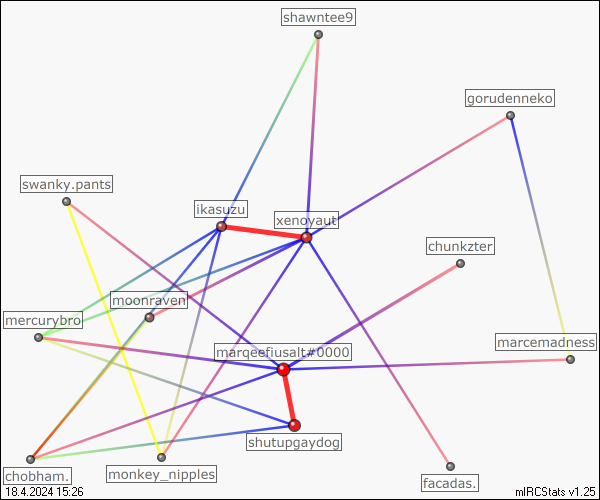 shawntee9
gorudenneko
swanky.pants
ikasuzu
xenoyaut
chunkzter
moonraven
mercurybro
marcemadness
marqeefiusalt#0000
shutupgaydog
chobham.
monkey_nipples
facadas.
18.4.2024 15:26
mIRCStats v1.25